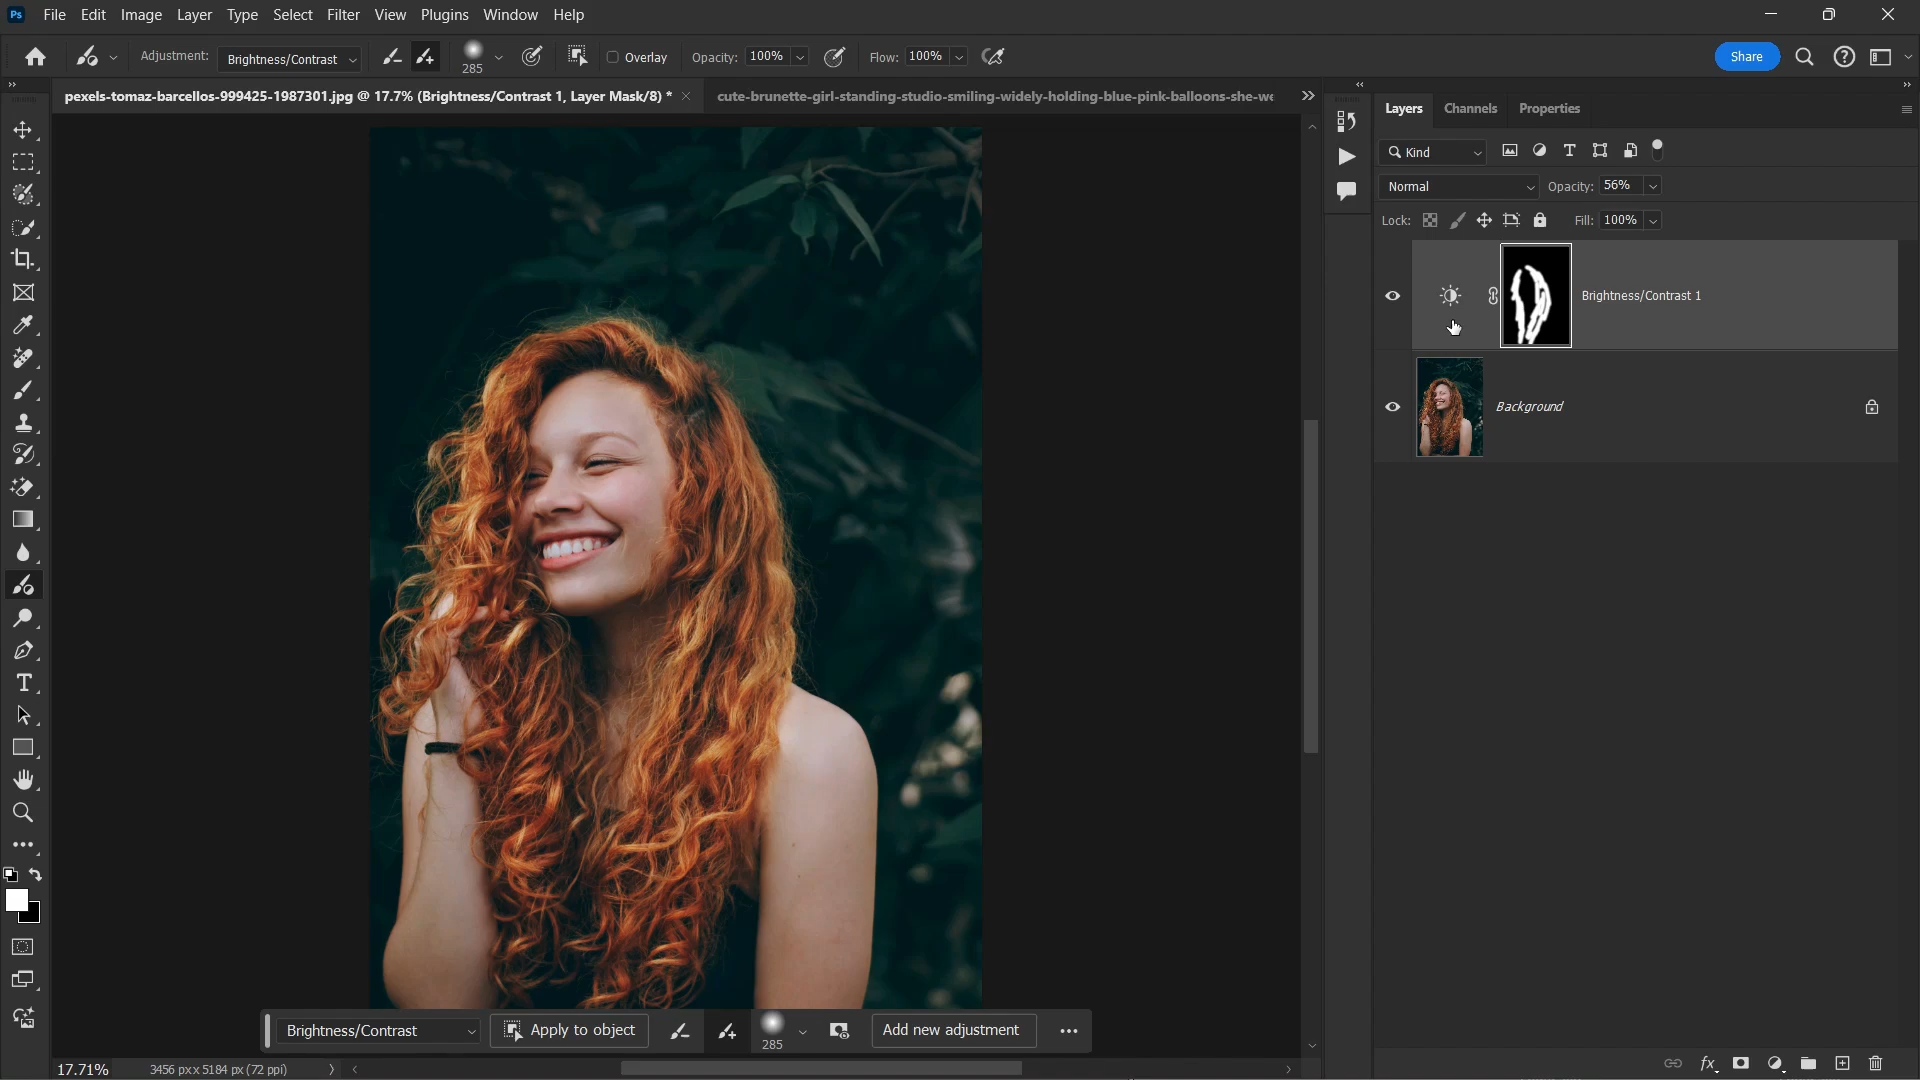 Ps File Edit Image Layer Type Select Filter View Plugins Window Help
Adjustment: Brightness/Contrast 285 Overlay Opacity: 100% Flow: 100% Share
pexels-tomaz-barcellos-999425-1987301.jpg @ 17.7% (Brightness/Contrast 1, Layer Mask/8) * cute-brunette-girl-standing-studio-smiling-widely-holding-blue-pink-balloons-she-we
Layers Channels Properties
Kind
Normal Opacity: 56%
Lock: Fill: 100%
Brightness/Contrast 1
Background
Brightness/Contrast Apply to object 285 Add new adjustment
17.71% 3456 px x 5184 px (72 ppi)